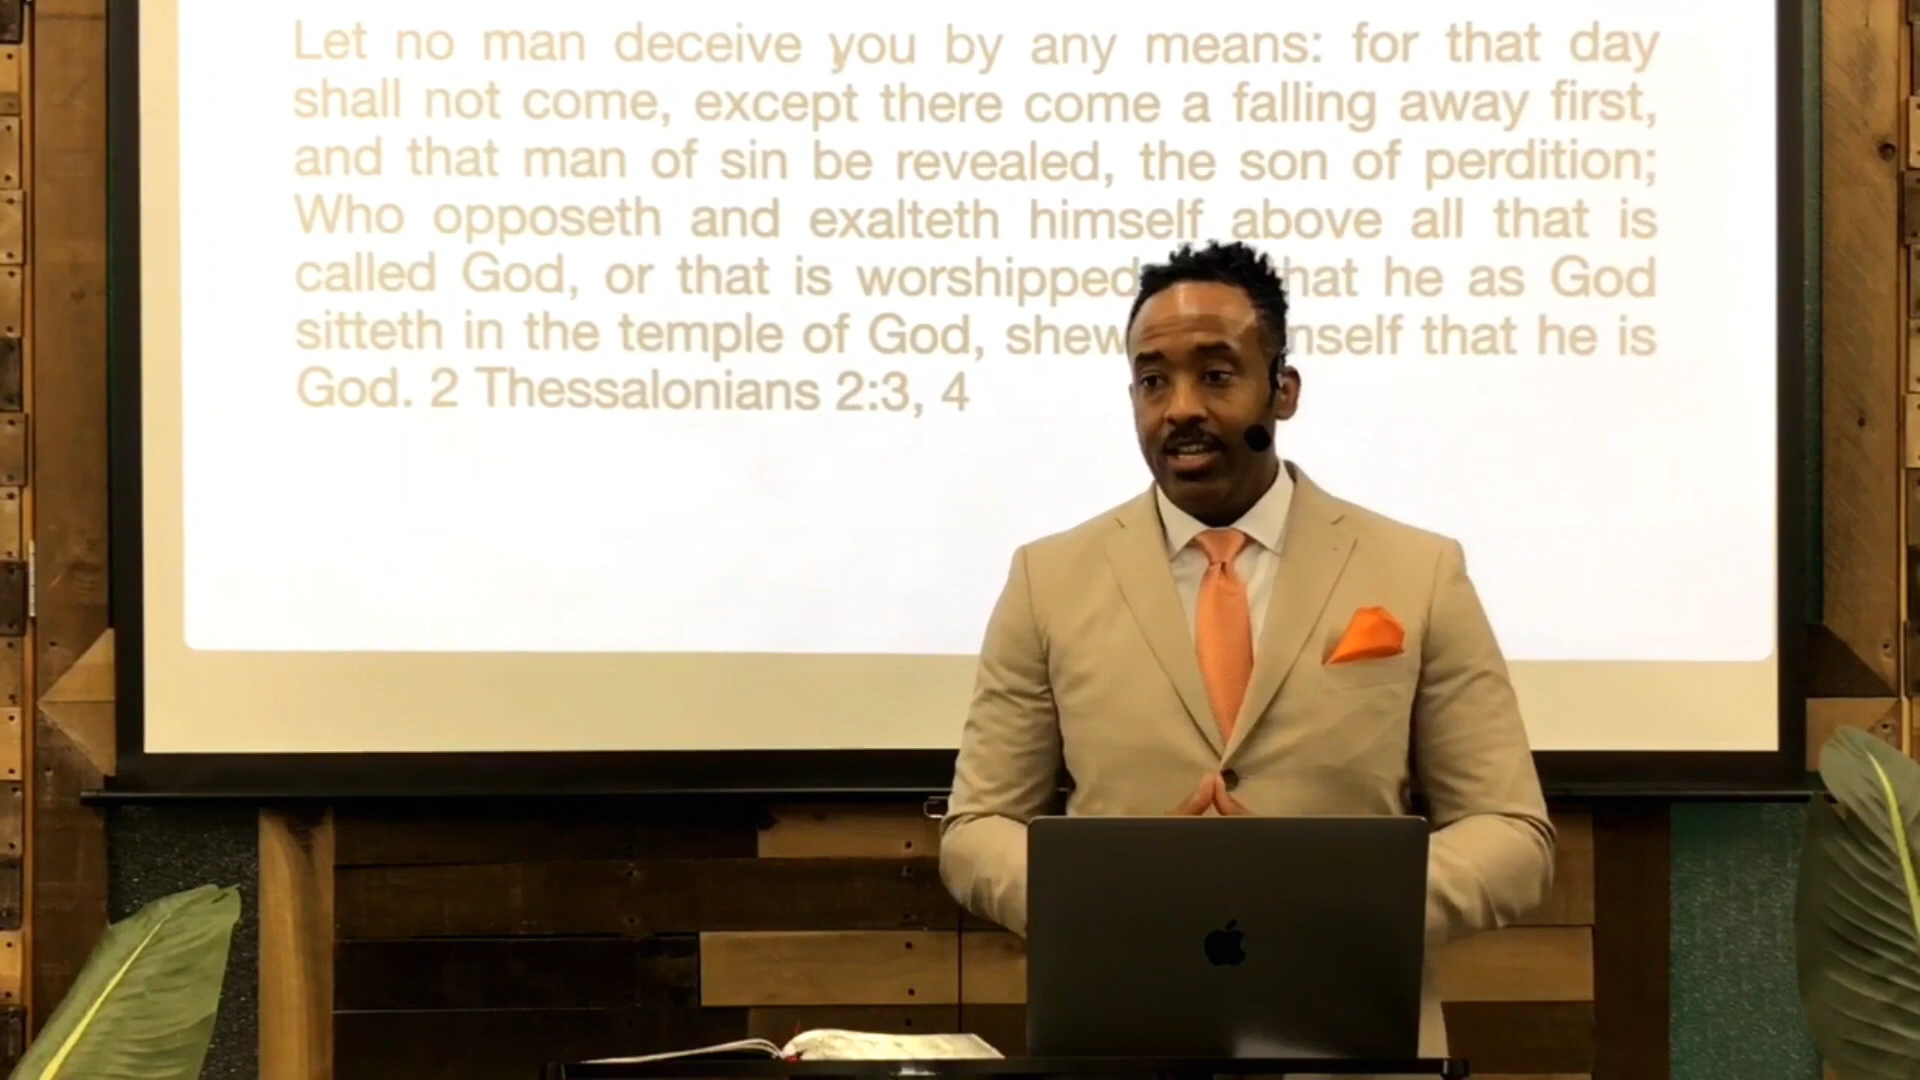 Let no man deceive you by any means: for that day
shall not come, except there come a falling away first,
and that man of sin be revealed, the son of perdition;
Who opposeth and exalteth himself above all that is
called God, or that is worshipped hat he as God
sitteth in the temple of God, shew nself that he is
God. 2 Thessalonians 2:3, 4